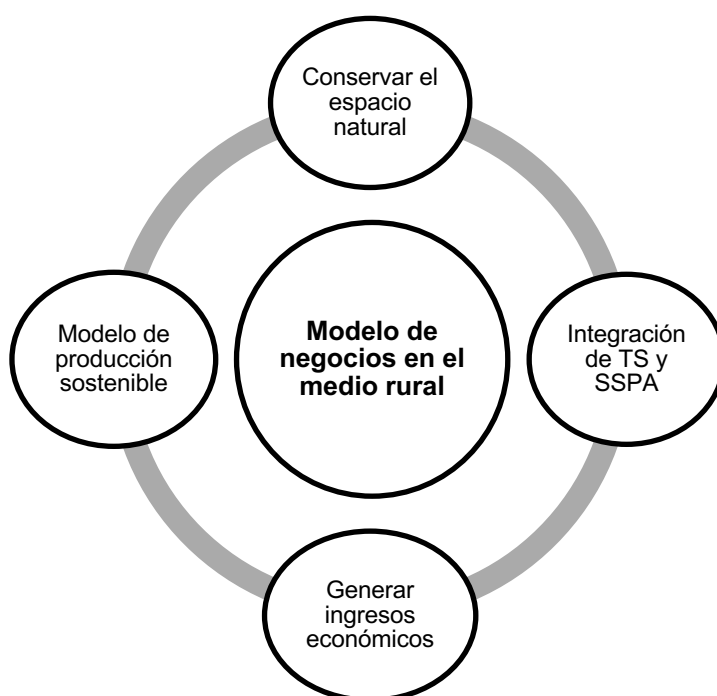 Conservar el
espacio
natural
Modelo de
producción
sostenible
Modelo de
negocios en el
medio rural
Integración
de TS y
SSPA
Generar
ingresos
económicos